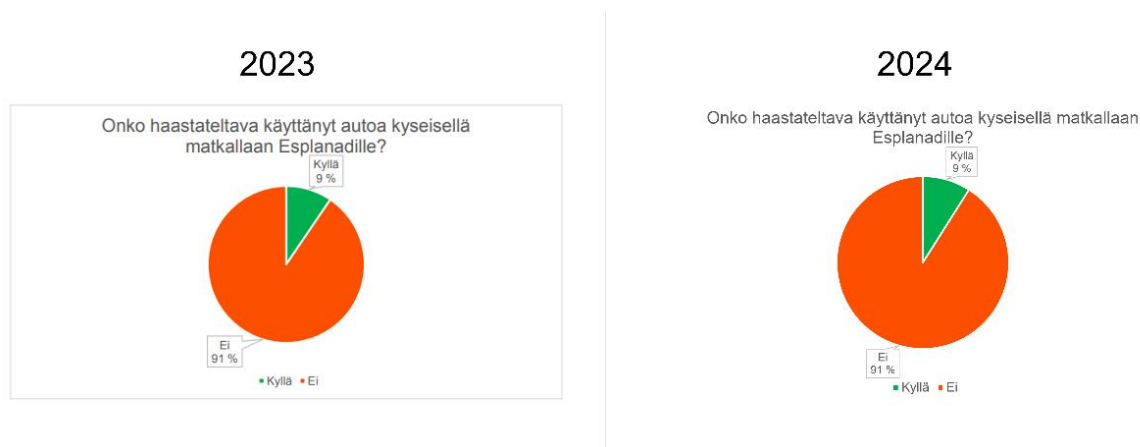 2023
Onko haastateltava käyttänyt autoa kyseisellä
matkallaan Esplanadille?
Kyllä
9 %
Ei
91 %
Kyllä Ei
2024
Onko haastateltava käyttänyt autoa kyseisellä matkallaan
Esplanadille?
Kyllä
9 %
Ei
91 %
Kyllä Ei